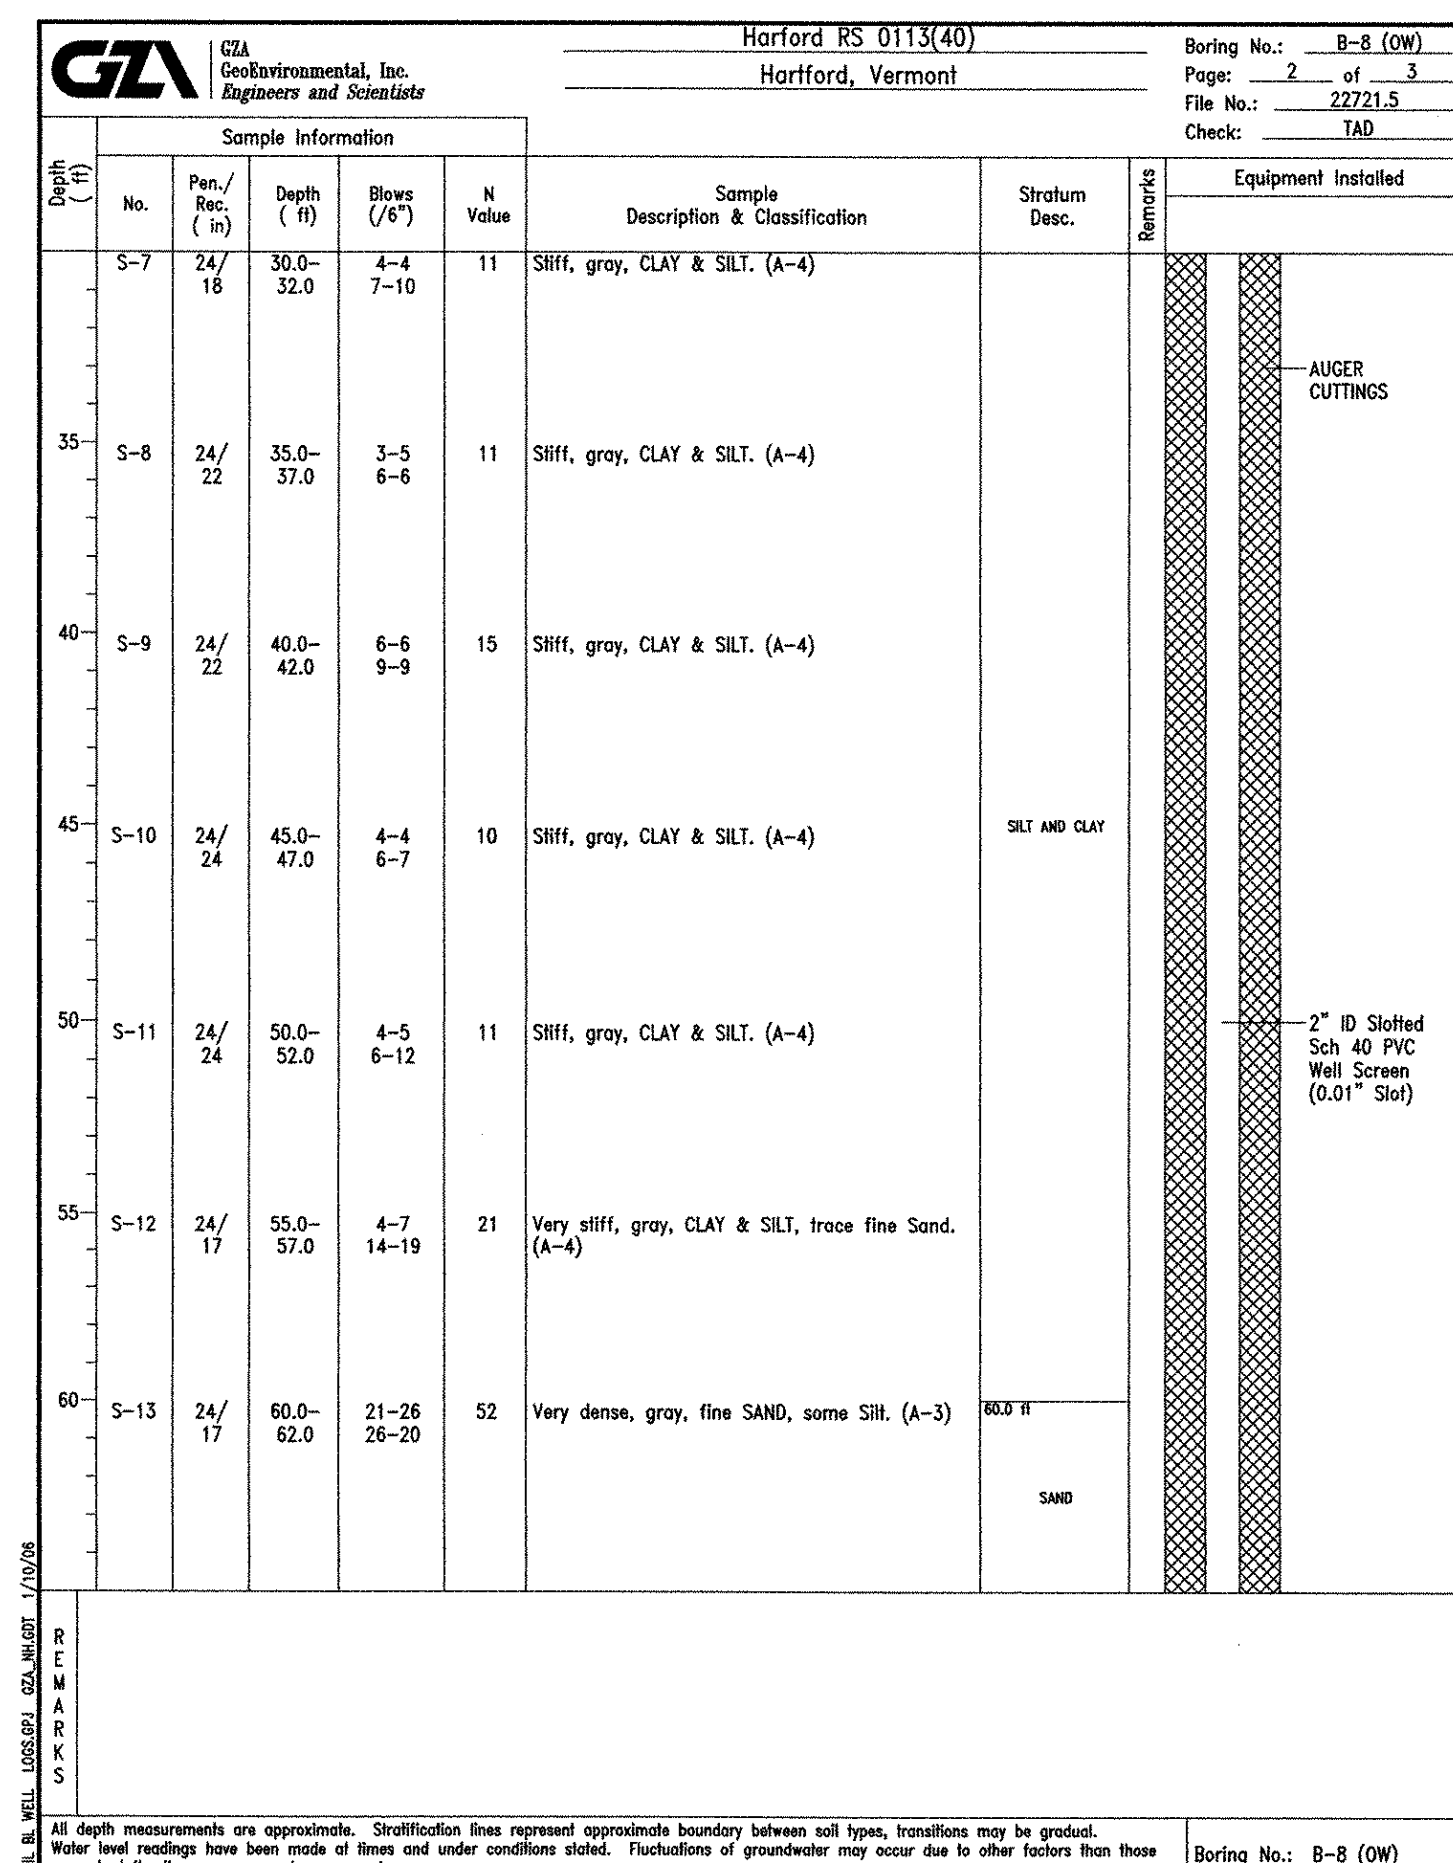 GZA
GZA
GeoEnvironmental, Inc.
Engineers and Scientists
Harford RS 0113(40)
Hartford, Vermont
Boring No.: B-8 (OW)
Page: 2 of 3
File No.: 22721.5
Check: TAD
Depth ( ft)
Sample Information
No.
Pen./ Rec. ( in)
Depth ( ft)
Blows (/6")
N Value
Sample Description & Classification
Stratum Desc.
Remarks
Equipment Installed
S-7 24/ 30.0- 4-4 11 Stiff, gray, CLAY & SILT. (A-4)
18 32.0 7-10
AUGER
CUTTINGS
35
S-8 24/ 35.0- 3-5 11 Stiff, gray, CLAY & SILT. (A-4)
22 37.0 6-6
40
S-9 24/ 40.0- 6-6 15 Stiff, gray, CLAY & SILT. (A-4)
22 42.0 9-9
45
SILT AND CLAY
S-10 24/ 45.0- 4-4 10 Stiff, gray, CLAY & SILT. (A-4)
24 47.0 6-7
50
S-11 24/ 50.0- 4-5 11 Stiff, gray, CLAY & SILT. (A-4)
24 52.0 6-12
2" ID Slotted
Sch 40 PVC
Well Screen
(0.01" Slot)
55
S-12 24/ 55.0- 4-7 21 Very stiff, gray, CLAY & SILT, trace fine Sand.
17 57.0 14-19 (A-4)
60
S-13 24/ 60.0- 21-26 52 Very dense, gray, fine SAND, some Silt. (A-3) 60.0 ft
17 62.0 26-20
SAND
REMARKS
BL WELL LOGS.GPJ GZA_NH.GDT 1/10/06
All depth measurements are approximate. Stratification lines represent approximate boundary between soil types, transitions may be gradual.
Water level readings have been made at times and under conditions stated. Fluctuations of groundwater may occur due to other factors than those
Boring No.: B-8 (OW)